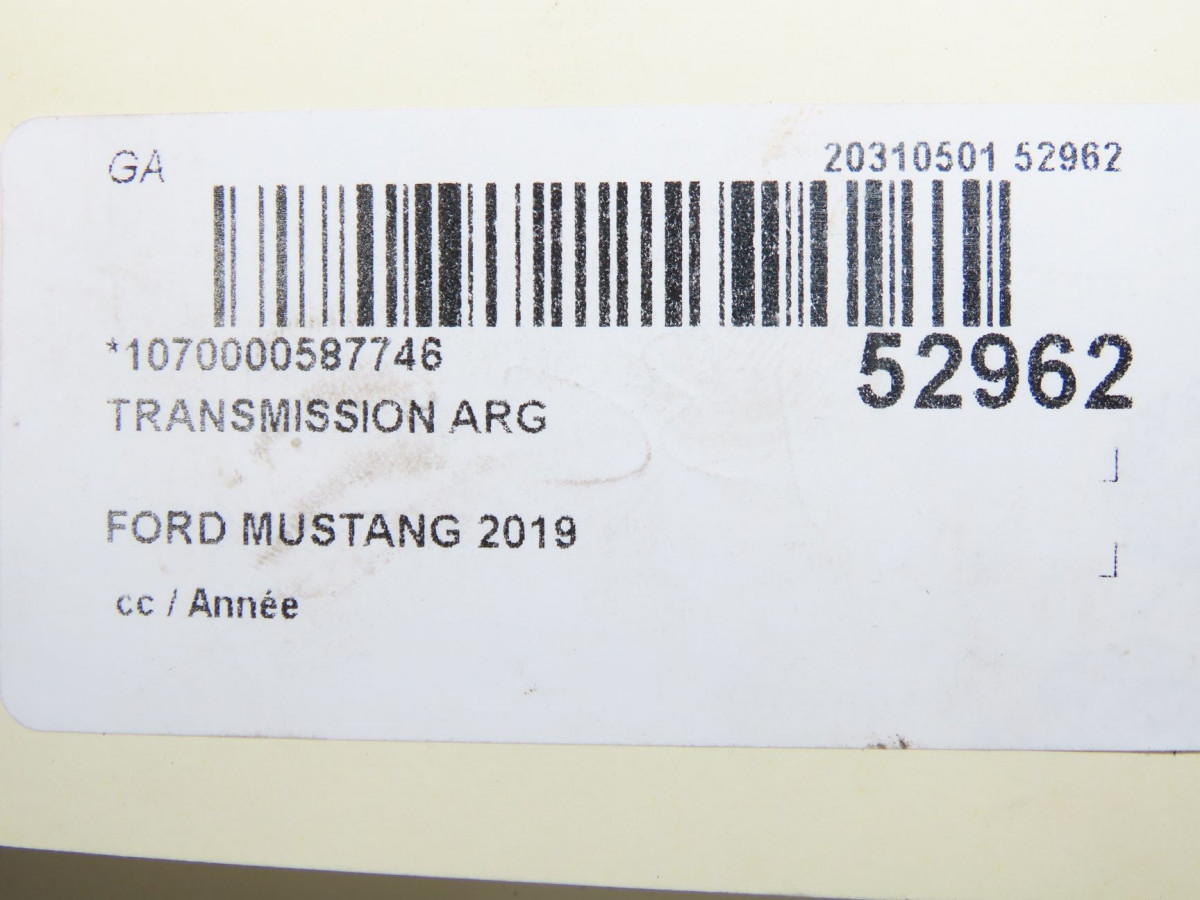 GA
20310501 52962
*1070000587746
52962
TRANSMISSION ARG
FORD MUSTANG 2019
cc / Année